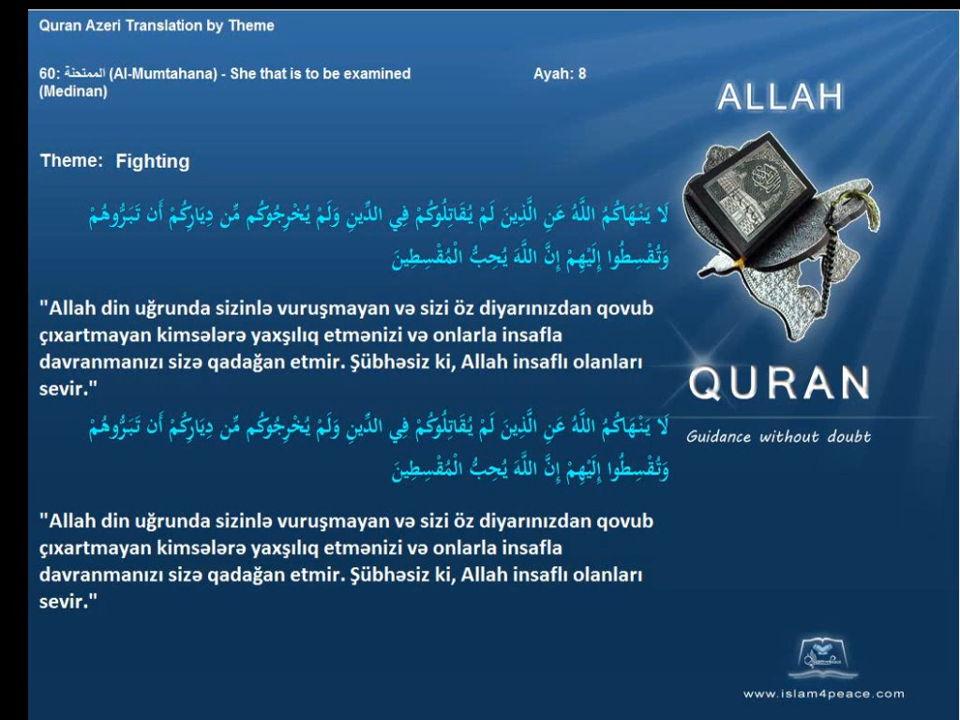 Quran Azeri Translation by Theme
60: الممتحنة (Al-Mumtahana) - She that is to be examined
(Medinan)
Ayah: 8
Theme: Fighting
لَا يَنْهَاكُمُ اللَّهُ عَنِ الَّذِينَ لَمْ يُقَاتِلُوكُمْ فِي الدِّينِ وَلَمْ يُخْرِجُوكُم مِّن دِيَارِكُمْ أَن تَبَرُّوهُمْ
وَتُقْسِطُوا إِلَيْهِمْ إِنَّ اللَّهَ يُحِبُّ الْمُقْسِطِينَ
"Allah din uğrunda sizinlə vuruşmayan və sizi öz diyarınızdan qovub
çıxartmayan kimsələrə yaxşılıq etmənizi və onlarla insafla
davranmanızı sizə qadağan etmir. Şübhəsiz ki, Allah insaflı olanları
sevir."
لَا يَنْهَاكُمُ اللَّهُ عَنِ الَّذِينَ لَمْ يُقَاتِلُوكُمْ فِي الدِّينِ وَلَمْ يُخْرِجُوكُم مِّن دِيَارِكُمْ أَن تَبَرُّوهُمْ
وَتُقْسِطُوا إِلَيْهِمْ إِنَّ اللَّهَ يُحِبُّ الْمُقْسِطِينَ
"Allah din uğrunda sizinlə vuruşmayan və sizi öz diyarınızdan qovub
çıxartmayan kimsələrə yaxşılıq etmənizi və onlarla insafla
davranmanızı sizə qadağan etmir. Şübhəsiz ki, Allah insaflı olanları
sevir."
ALLAH
QURAN
Guidance without doubt
www.islam4peace.com